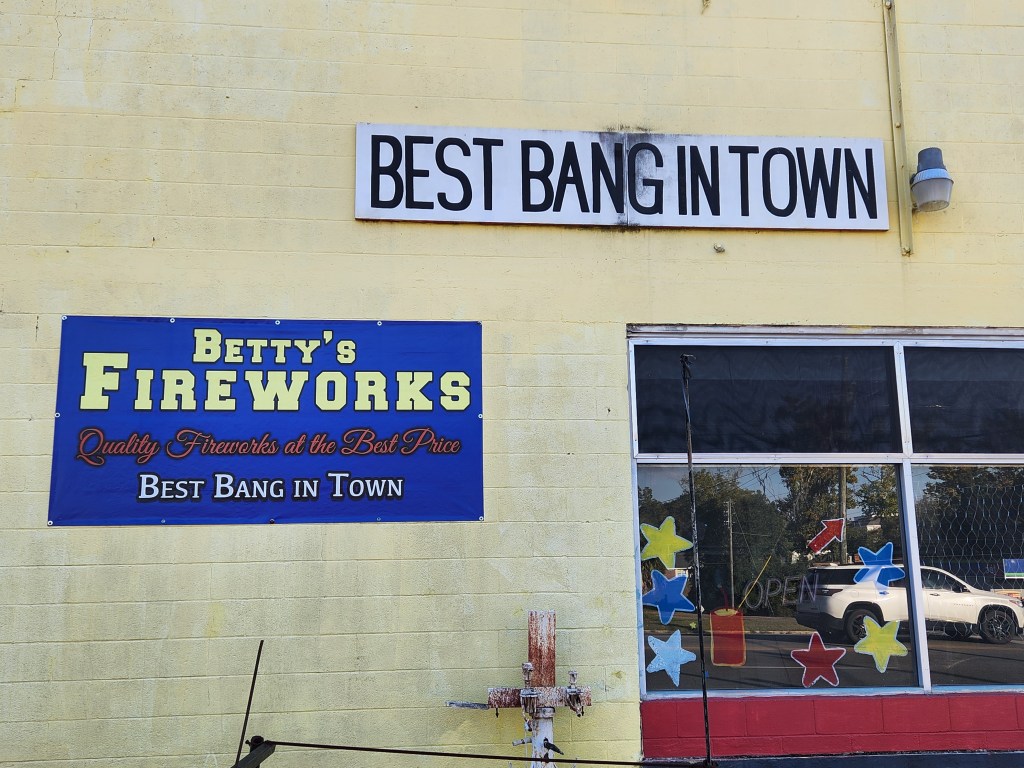 BEST BANG IN TOWN
BETTY'S
FIREWORKS
Quality Fireworks at the Best Price
BEST BANG IN TOWN
OPEN